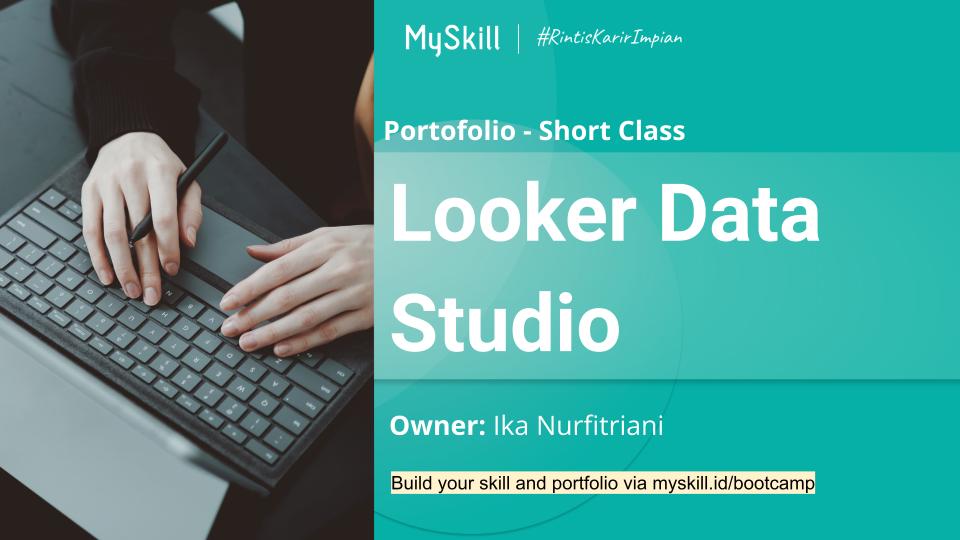 MySkill | #RintisKarirImpian
Portofolio - Short Class
Looker Data
Studio
Owner: Ika Nurfitriani
Build your skill and portfolio via myskill.id/bootcamp